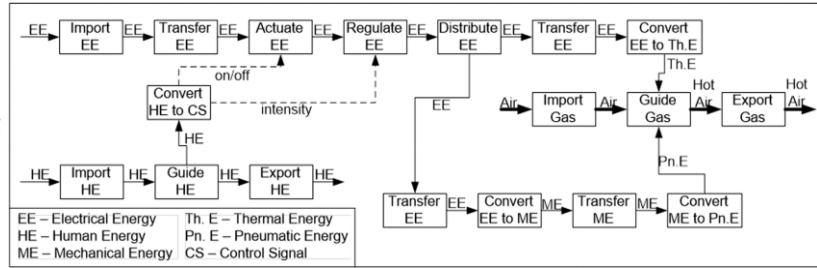 EE Import EE EE Transfer EE EE Actuate EE EE Regulate EE EE Distribute EE EE Transfer EE EE Convert EE to Th.E
on/off
Th.E
Convert HE to CS
intensity
EE
Air Import Gas Air Guide Gas Hot Air Export Gas Hot Air
HE
Pn.E
HE Import HE HE Guide HE HE Export HE HE
Transfer EE EE Convert EE to ME ME Transfer ME ME Convert ME to Pn.E
EE – Electrical Energy Th. E – Thermal Energy
HE – Human Energy Pn. E – Pneumatic Energy
ME – Mechanical Energy CS – Control Signal